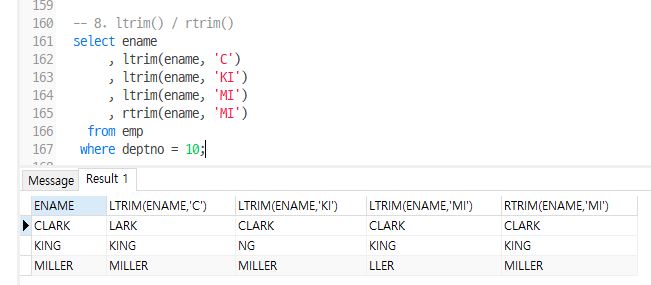 159
160 -- 8. ltrim() / rtrim()
161 select ename
162 , ltrim(ename, 'C')
163 , ltrim(ename, 'KI')
164 , ltrim(ename, 'MI')
165 , rtrim(ename, 'MI')
166 from emp
167 where deptno = 10;
168
Message Result 1
ENAME LTRIM(ENAME,'C') LTRIM(ENAME,'KI') LTRIM(ENAME,'MI') RTRIM(ENAME,'MI')
CLARK LARK CLARK CLARK CLARK
KING KING NG KING KING
MILLER MILLER MILLER LLER MILLER